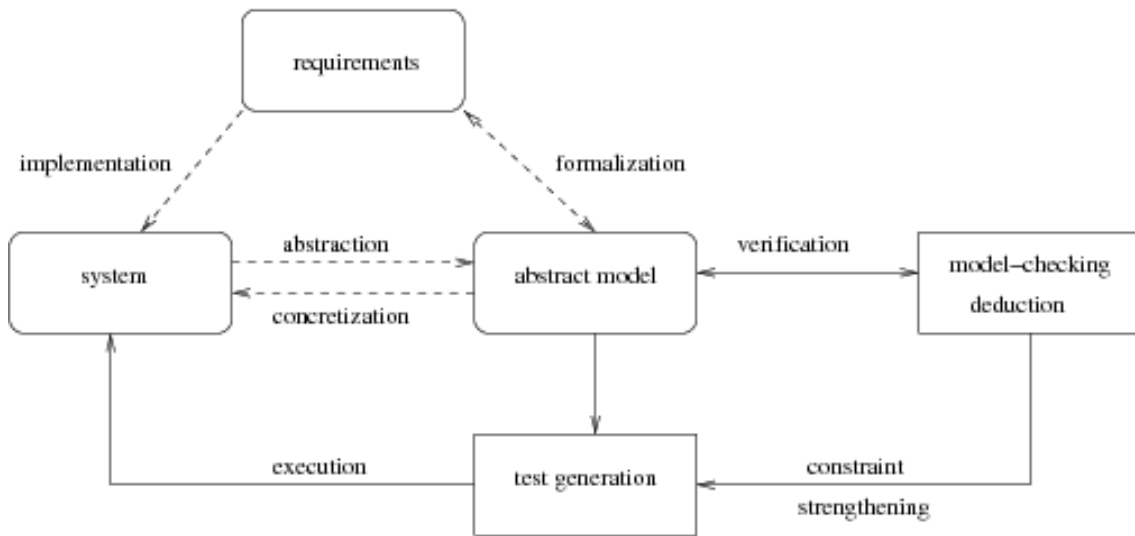 requirements
implementation
formalization
abstraction
verification
system
abstract model
model-checking
deduction
concretization
execution
test generation
constraint
strengthening